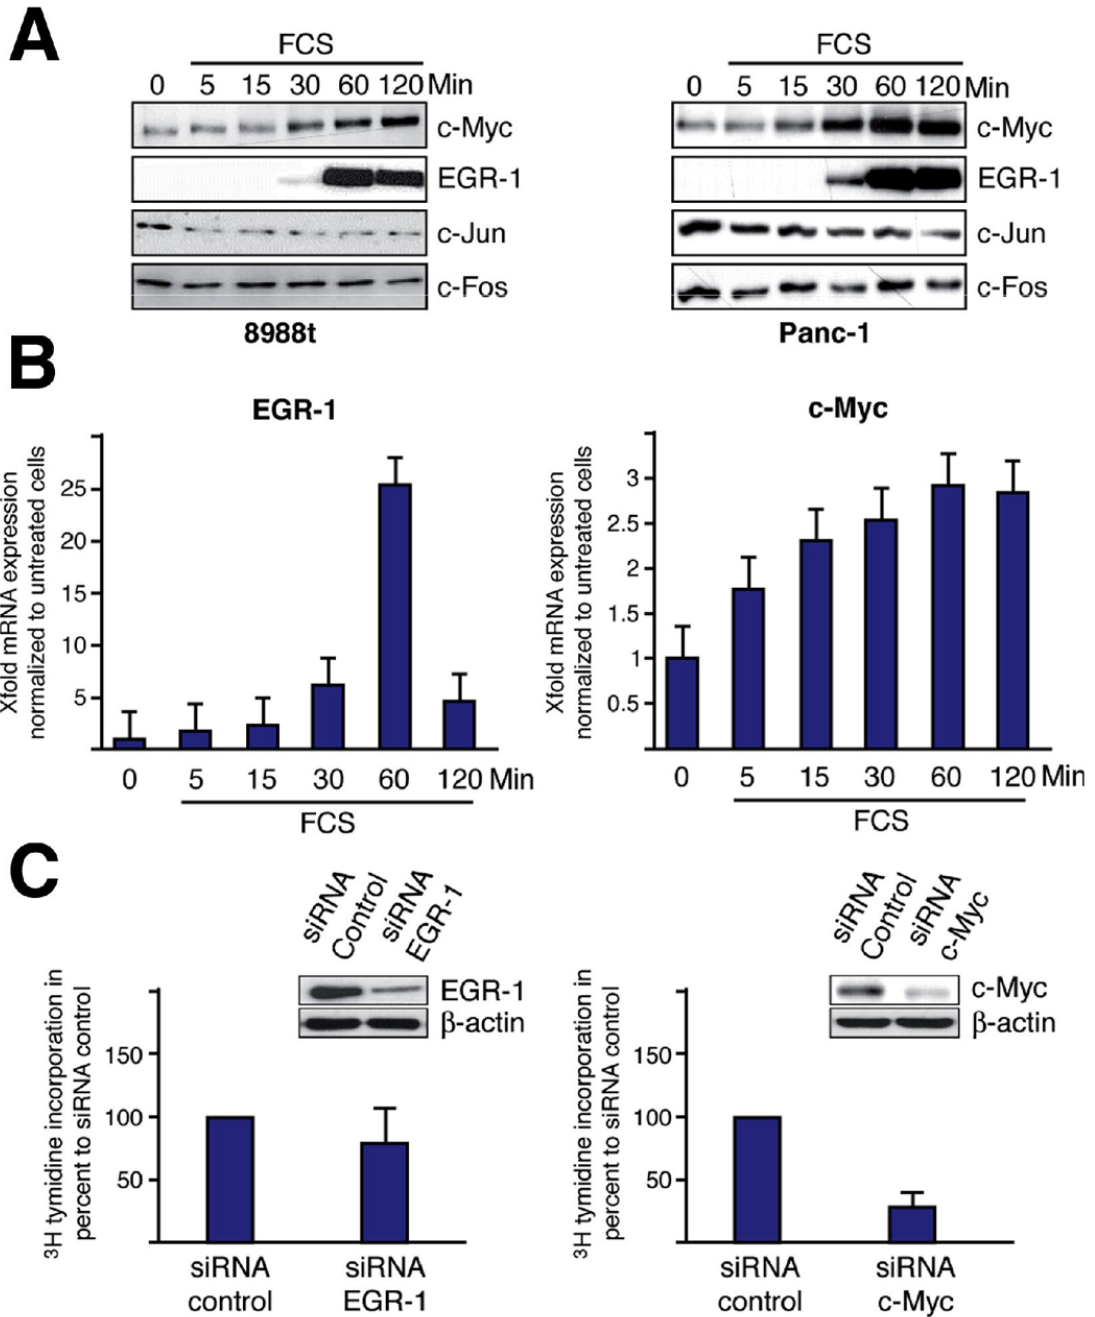 A
FCS
0 5 15 30 60 120 Min
c-Myc
EGR-1
c-Jun
c-Fos
8988t
FCS
0 5 15 30 60 120 Min
c-Myc
EGR-1
c-Jun
c-Fos
Panc-1
B
EGR-1
Xfold mRNA expression
normalized to untreated cells
25
20
15
10
5
0 5 15 30 60 120 Min
FCS
c-Myc
Xfold mRNA expression
normalized to untreated cells
3
2.5
2
1.5
1
0.5
0 5 15 30 60 120 Min
FCS
C
siRNA
Control
siRNA
EGR-1
EGR-1
β-actin
3H tymidine incorporation in
percent to siRNA control
150
100
50
siRNA
control
siRNA
EGR-1
siRNA
Control
siRNA
c-Myc
c-Myc
β-actin
3H tymidine incorporation in
percent to siRNA control
150
100
50
siRNA
control
siRNA
c-Myc